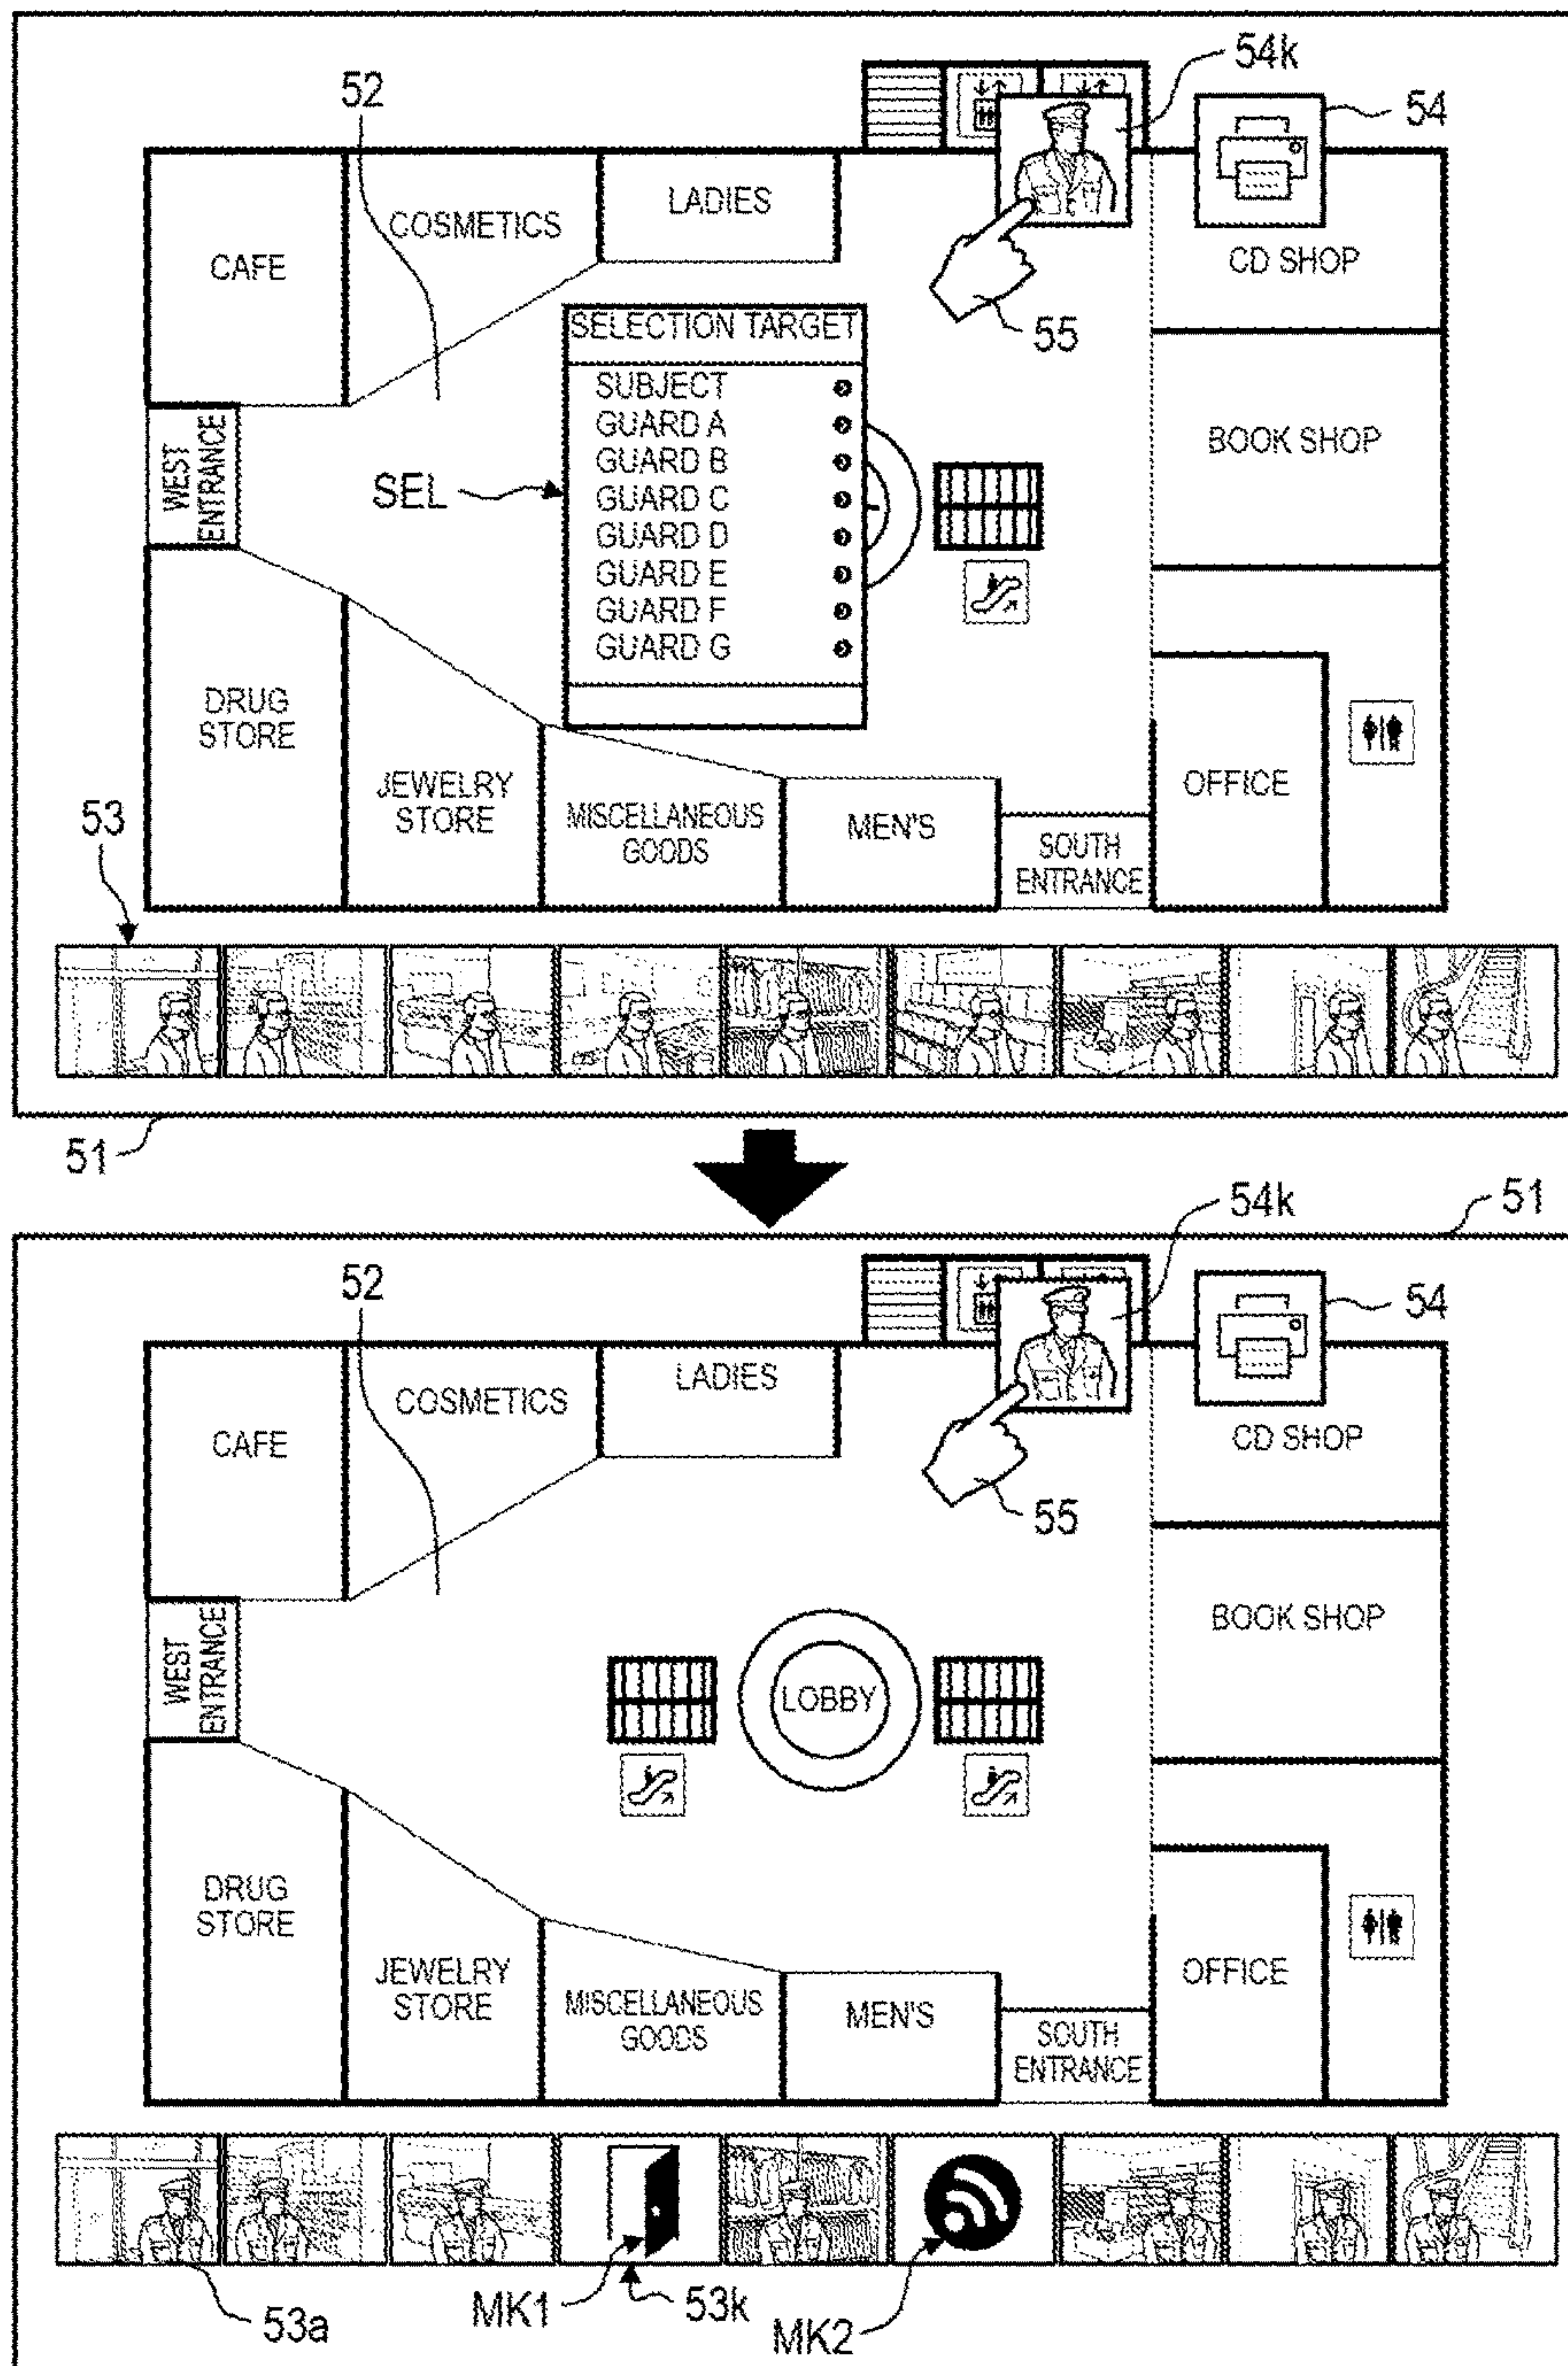 54k
52
54
LADIES
COSMETICS
CAFE
CD SHOP
55
SELECTION TARGET
SUBJECT
GUARD A
GUARD B
GUARD C
GUARD D
GUARD E
GUARD F
GUARD G
BOOK SHOP
WEST
ENTRANCE
SEL
DRUG
STORE
JEWELRY
STORE
MISCELLANEOUS
GOODS
MEN'S
SOUTH
ENTRANCE
OFFICE
53
51
54k
51
52
54
LADIES
COSMETICS
CAFE
CD SHOP
55
BOOK SHOP
WEST
ENTRANCE
LOBBY
DRUG
STORE
JEWELRY
STORE
MISCELLANEOUS
GOODS
MEN'S
SOUTH
ENTRANCE
OFFICE
53a
MK1
53k
MK2